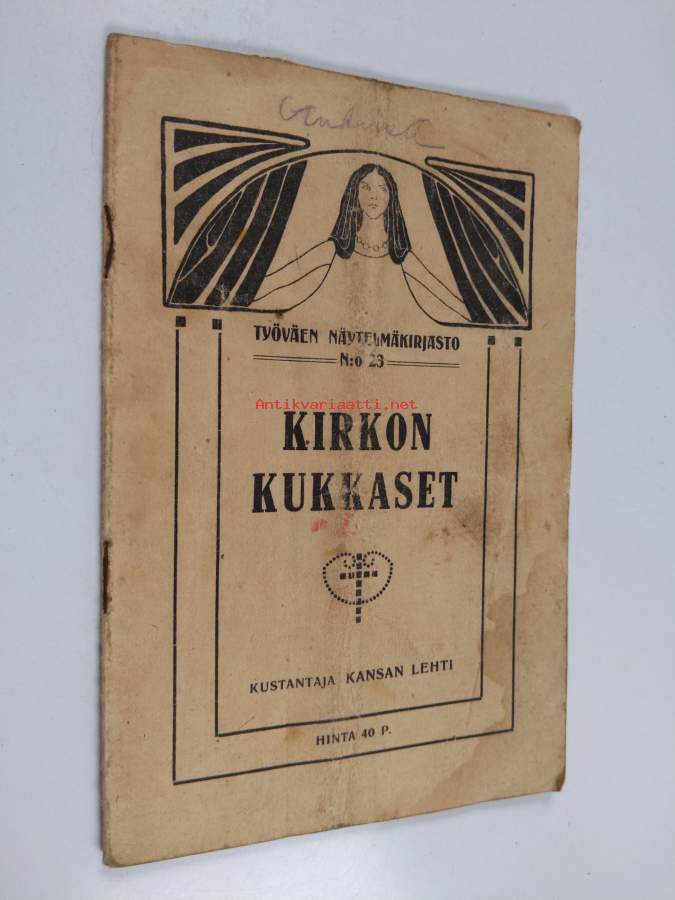 TYÖVÄEN NÄYTELMÄKIRJASTO
N:o 23
Antikvariaatti.net
KIRKON
KUKKASET
KUSTANTAJA KANSAN LEHTI
HINTA 40 P.